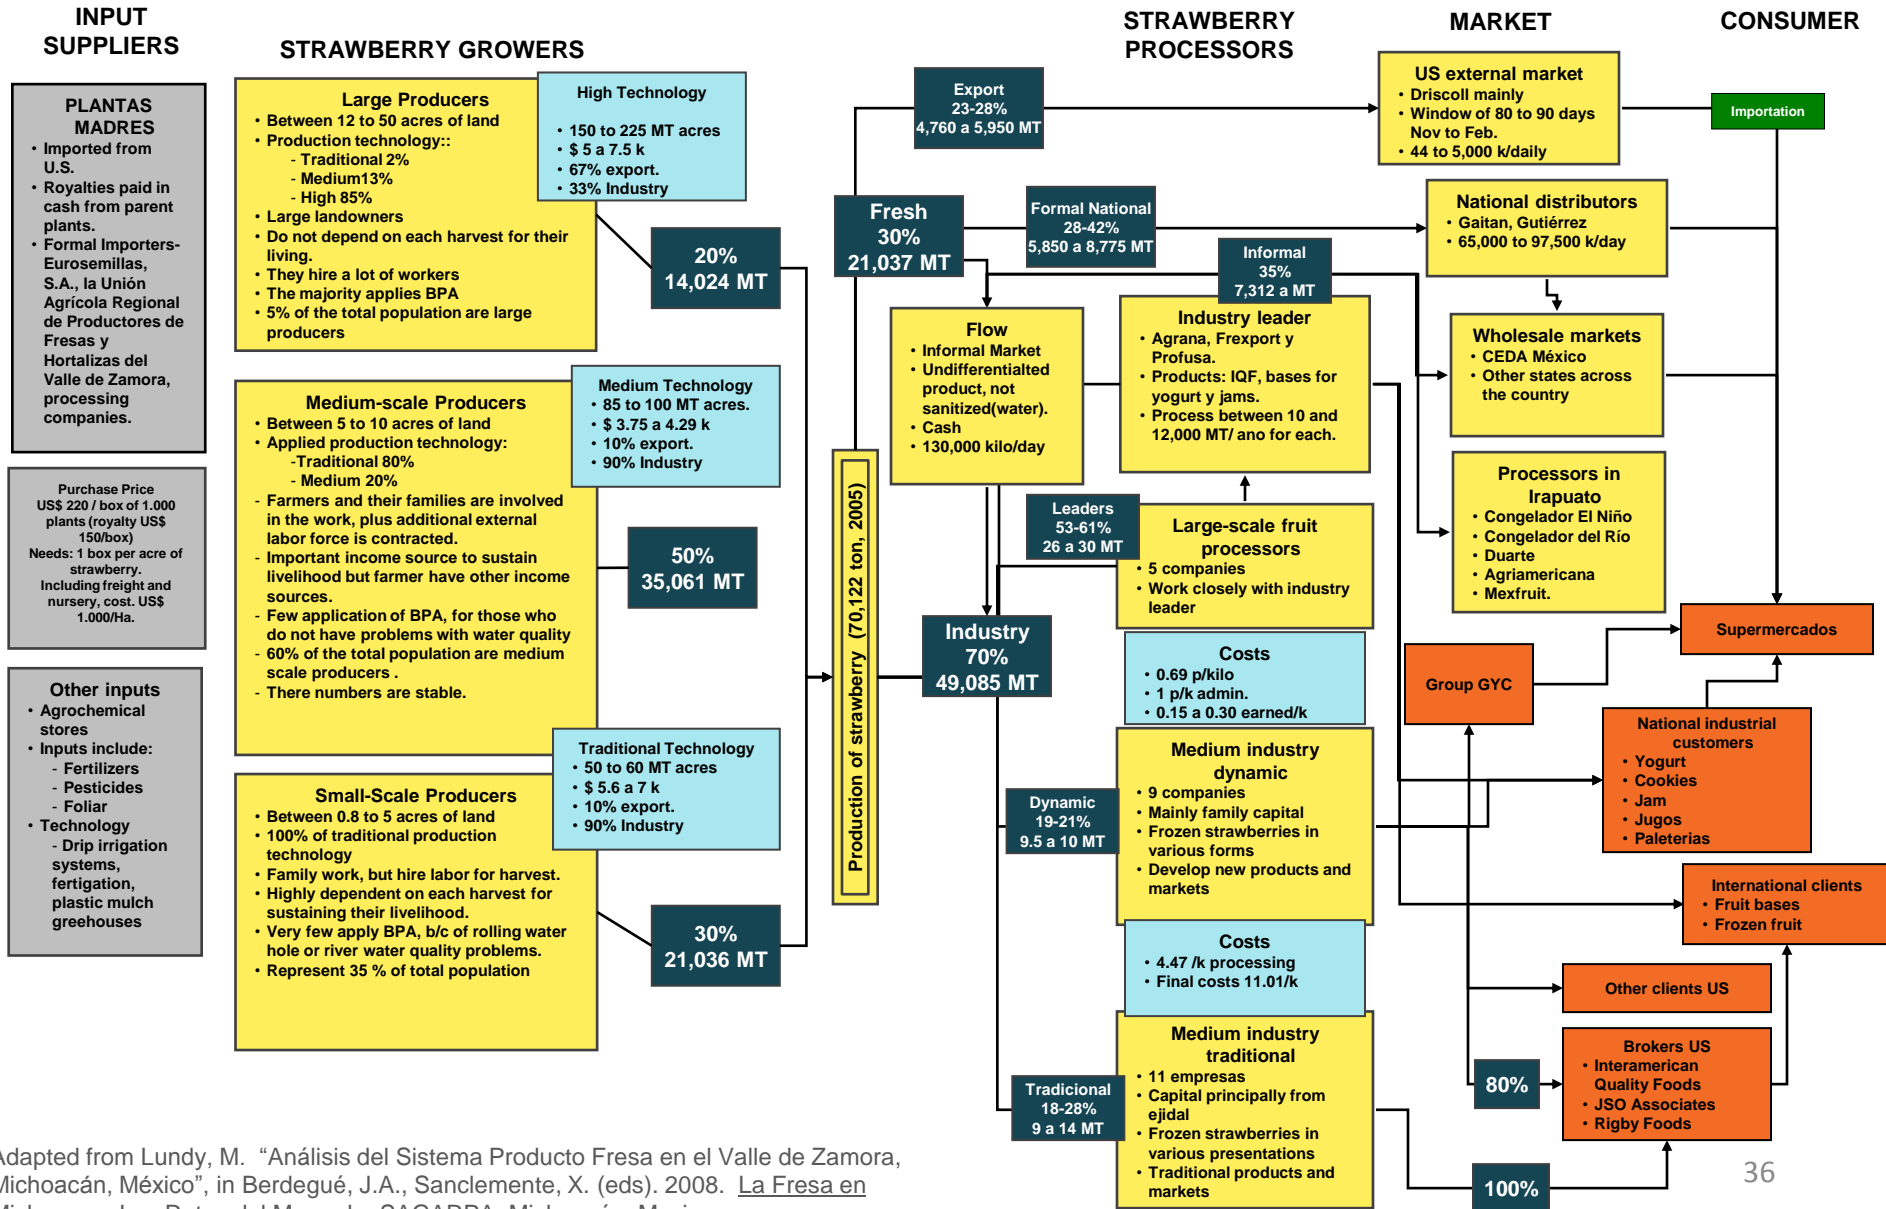 INPUT
SUPPLIERS
STRAWBERRY GROWERS
STRAWBERRY
PROCESSORS
MARKET
CONSUMER
PLANTAS
MADRES
• Imported from
U.S.
• Royalties paid in
cash from parent
plants.
• Formal Importers-
Eurosemillas,
S.A., la Unión
Agrícola Regional
de Productores de
Fresas y
Hortalizas del
Valle de Zamora,
processing
companies.
Purchase Price
US$ 220 / box of 1.000
plants (royalty US$
150/box)
Needs: 1 box per acre of
strawberry.
Including freight and
nursery, cost. US$
1.000/Ha.
Other inputs
• Agrochemical
stores
• Inputs include:
- Fertilizers
- Pesticides
- Foliar
• Technology
- Drip irrigation
systems,
fertigation,
plastic mulch
greehouses
Large Producers
• Between 12 to 50 acres of land
• Production technology::
- Traditional 2%
- Medium13%
- High 85%
• Large landowners
• Do not depend on each harvest for their
living.
• They hire a lot of workers
• The majority applies BPA
• 5% of the total population are large
producers
High Technology
• 150 to 225 MT acres
• $ 5 a 7.5 k
• 67% export.
• 33% Industry
20%
14,024 MT
Medium-scale Producers
• Between 5 to 10 acres of land
• Applied production technology:
-Traditional 80%
- Medium 20%
- Farmers and their families are involved
in the work, plus additional external
labor force is contracted.
- Important income source to sustain
livelihood but farmer have other income
sources.
- Few application of BPA, for those who
do not have problems with water quality
- 60% of the total population are medium
scale producers .
- There numbers are stable.
Medium Technology
• 85 to 100 MT acres.
• $ 3.75 a 4.29 k
• 10% export.
• 90% Industry
50%
35,061 MT
Small-Scale Producers
• Between 0.8 to 5 acres of land
• 100% of traditional production
technology
• Family work, but hire labor for harvest.
• Highly dependent on each harvest for
sustaining their livelihood.
• Very few apply BPA, b/c of rolling water
hole or river water quality problems.
• Represent 35 % of total population
Traditional Technology
• 50 to 60 MT acres
• $ 5.6 a 7 k
• 10% export.
• 90% Industry
30%
21,036 MT
Production of strawberry (70,122 ton, 2005)
Fresh
30%
21,037 MT
Export
23-28%
4,760 a 5,950 MT
Formal National
28-42%
5,850 a 8,775 MT
Informal
35%
7,312 a MT
Flow
• Informal Market
• Undifferentialted
product, not
sanitized(water).
• Cash
• 130,000 kilo/day
Industry
70%
49,085 MT
Leaders
53-61%
26 a 30 MT
Dynamic
19-21%
9.5 a 10 MT
Tradicional
18-28%
9 a 14 MT
Industry leader
• Agrana, Frexport y
Profusa.
• Products: IQF, bases for
yogurt y jams.
• Process between 10 and
12,000 MT/ ano for each.
Large-scale fruit
processors
• 5 companies
• Work closely with industry
leader
Costs
• 0.69 p/kilo
• 1 p/k admin.
• 0.15 a 0.30 earned/k
Medium industry
dynamic
• 9 companies
• Mainly family capital
• Frozen strawberries in
various forms
• Develop new products and
markets
Costs
• 4.47 /k processing
• Final costs 11.01/k
Medium industry
traditional
• 11 empresas
• Capital principally from
ejidal
• Frozen strawberries in
various presentations
• Traditional products and
markets
US external market
• Driscoll mainly
• Window of 80 to 90 days
Nov to Feb.
• 44 to 5,000 k/daily
National distributors
• Gaitan, Gutiérrez
• 65,000 to 97,500 k/day
Wholesale markets
• CEDA México
• Other states across
the country
Processors in
Irapuato
• Congelador El Niño
• Congelador del Río
• Duarte
• Agriamericana
• Mexfruit.
Importation
Supermercados
Group GYC
National industrial
customers
• Yogurt
• Cookies
• Jam
• Jugos
• Paleterias
International clients
• Fruit bases
• Frozen fruit
Other clients US
Brokers US
• Interamerican
Quality Foods
• JSO Associates
• Rigby Foods
80%
100%
Adapted from Lundy, M. “Análisis del Sistema Producto Fresa en el Valle de Zamora,
Michoacán, México”, in Berdegué, J.A., Sanclemente, X. (eds). 2008. La Fresa en
36